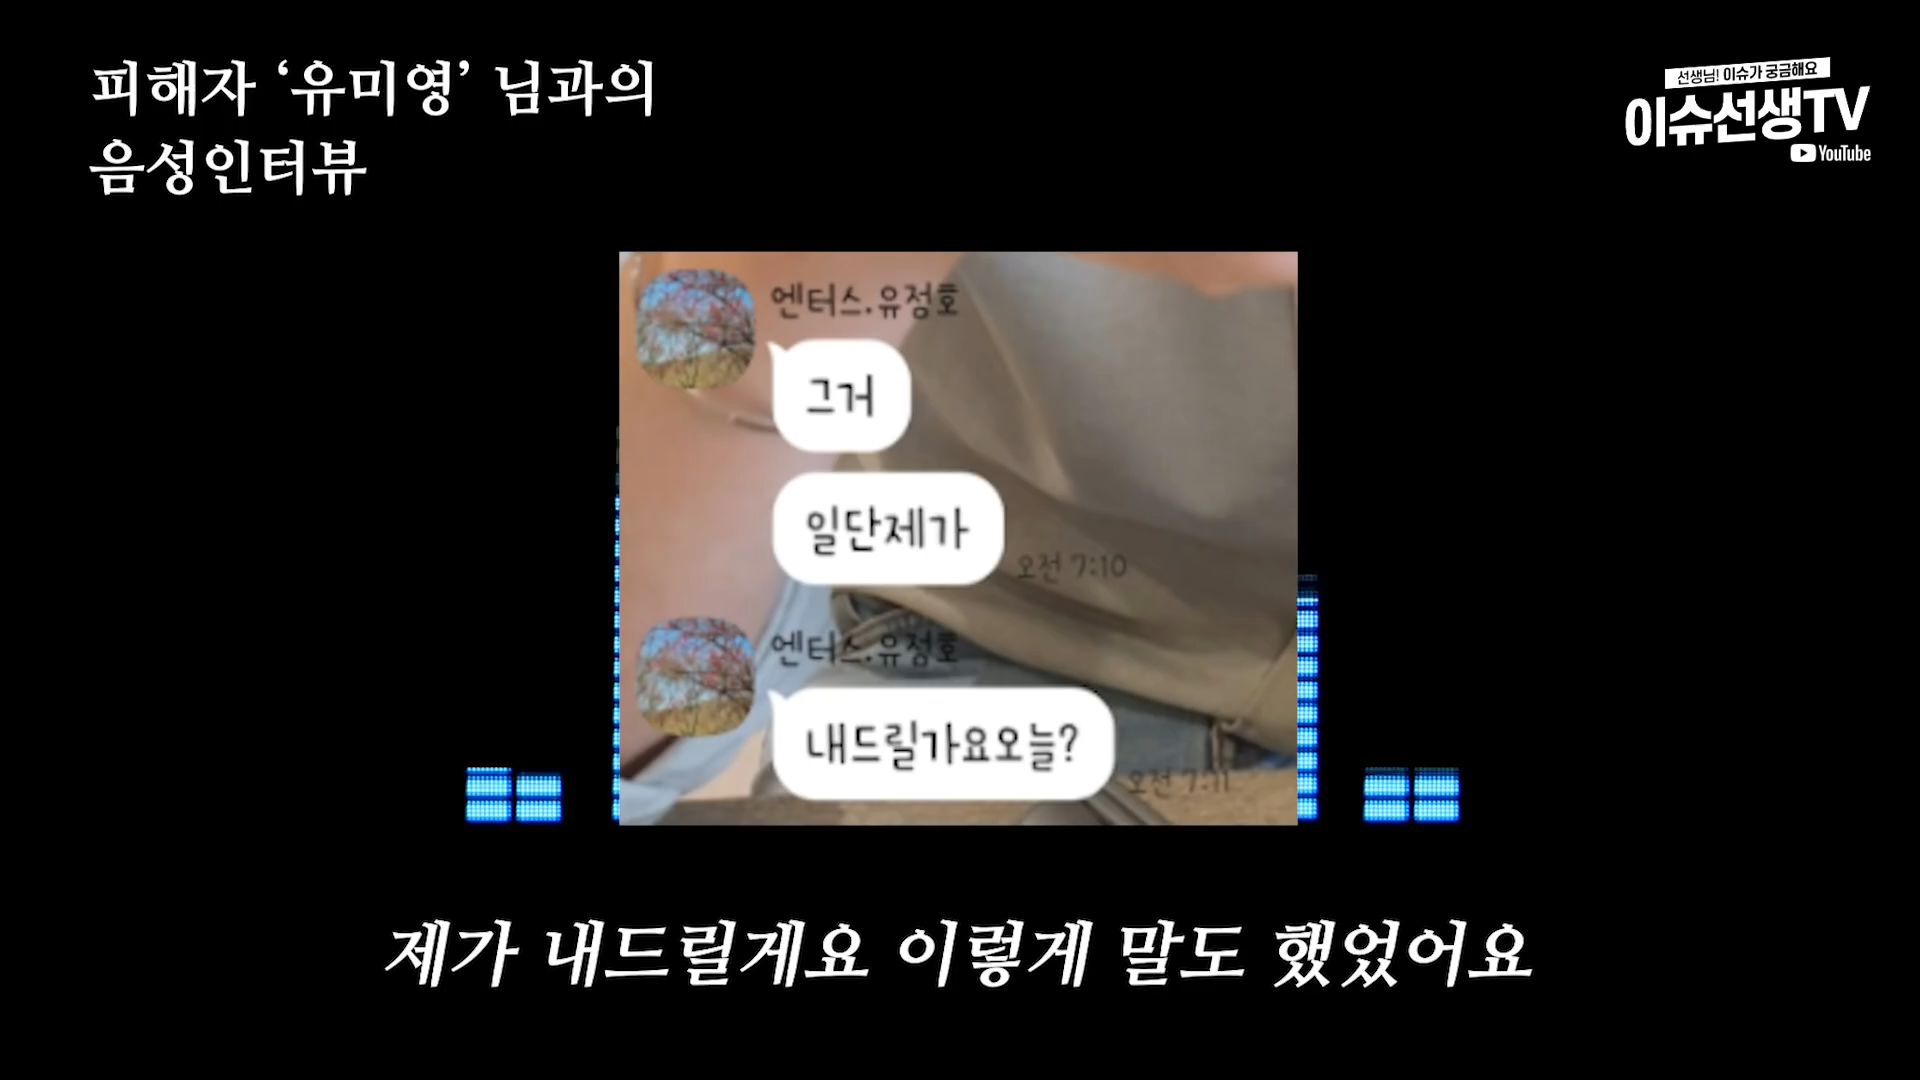 피해자 ‘유미영’ 님과의
음성인터뷰
선생님! 이슈가 궁금해요
이슈선생TV
YouTube
엔터스.유정호
그거
일단제가
오전 7:10
엔터스.유정호
내드릴가요오늘?
오전 7:11
제가 내드릴게요 이렇게 말도 했었어요